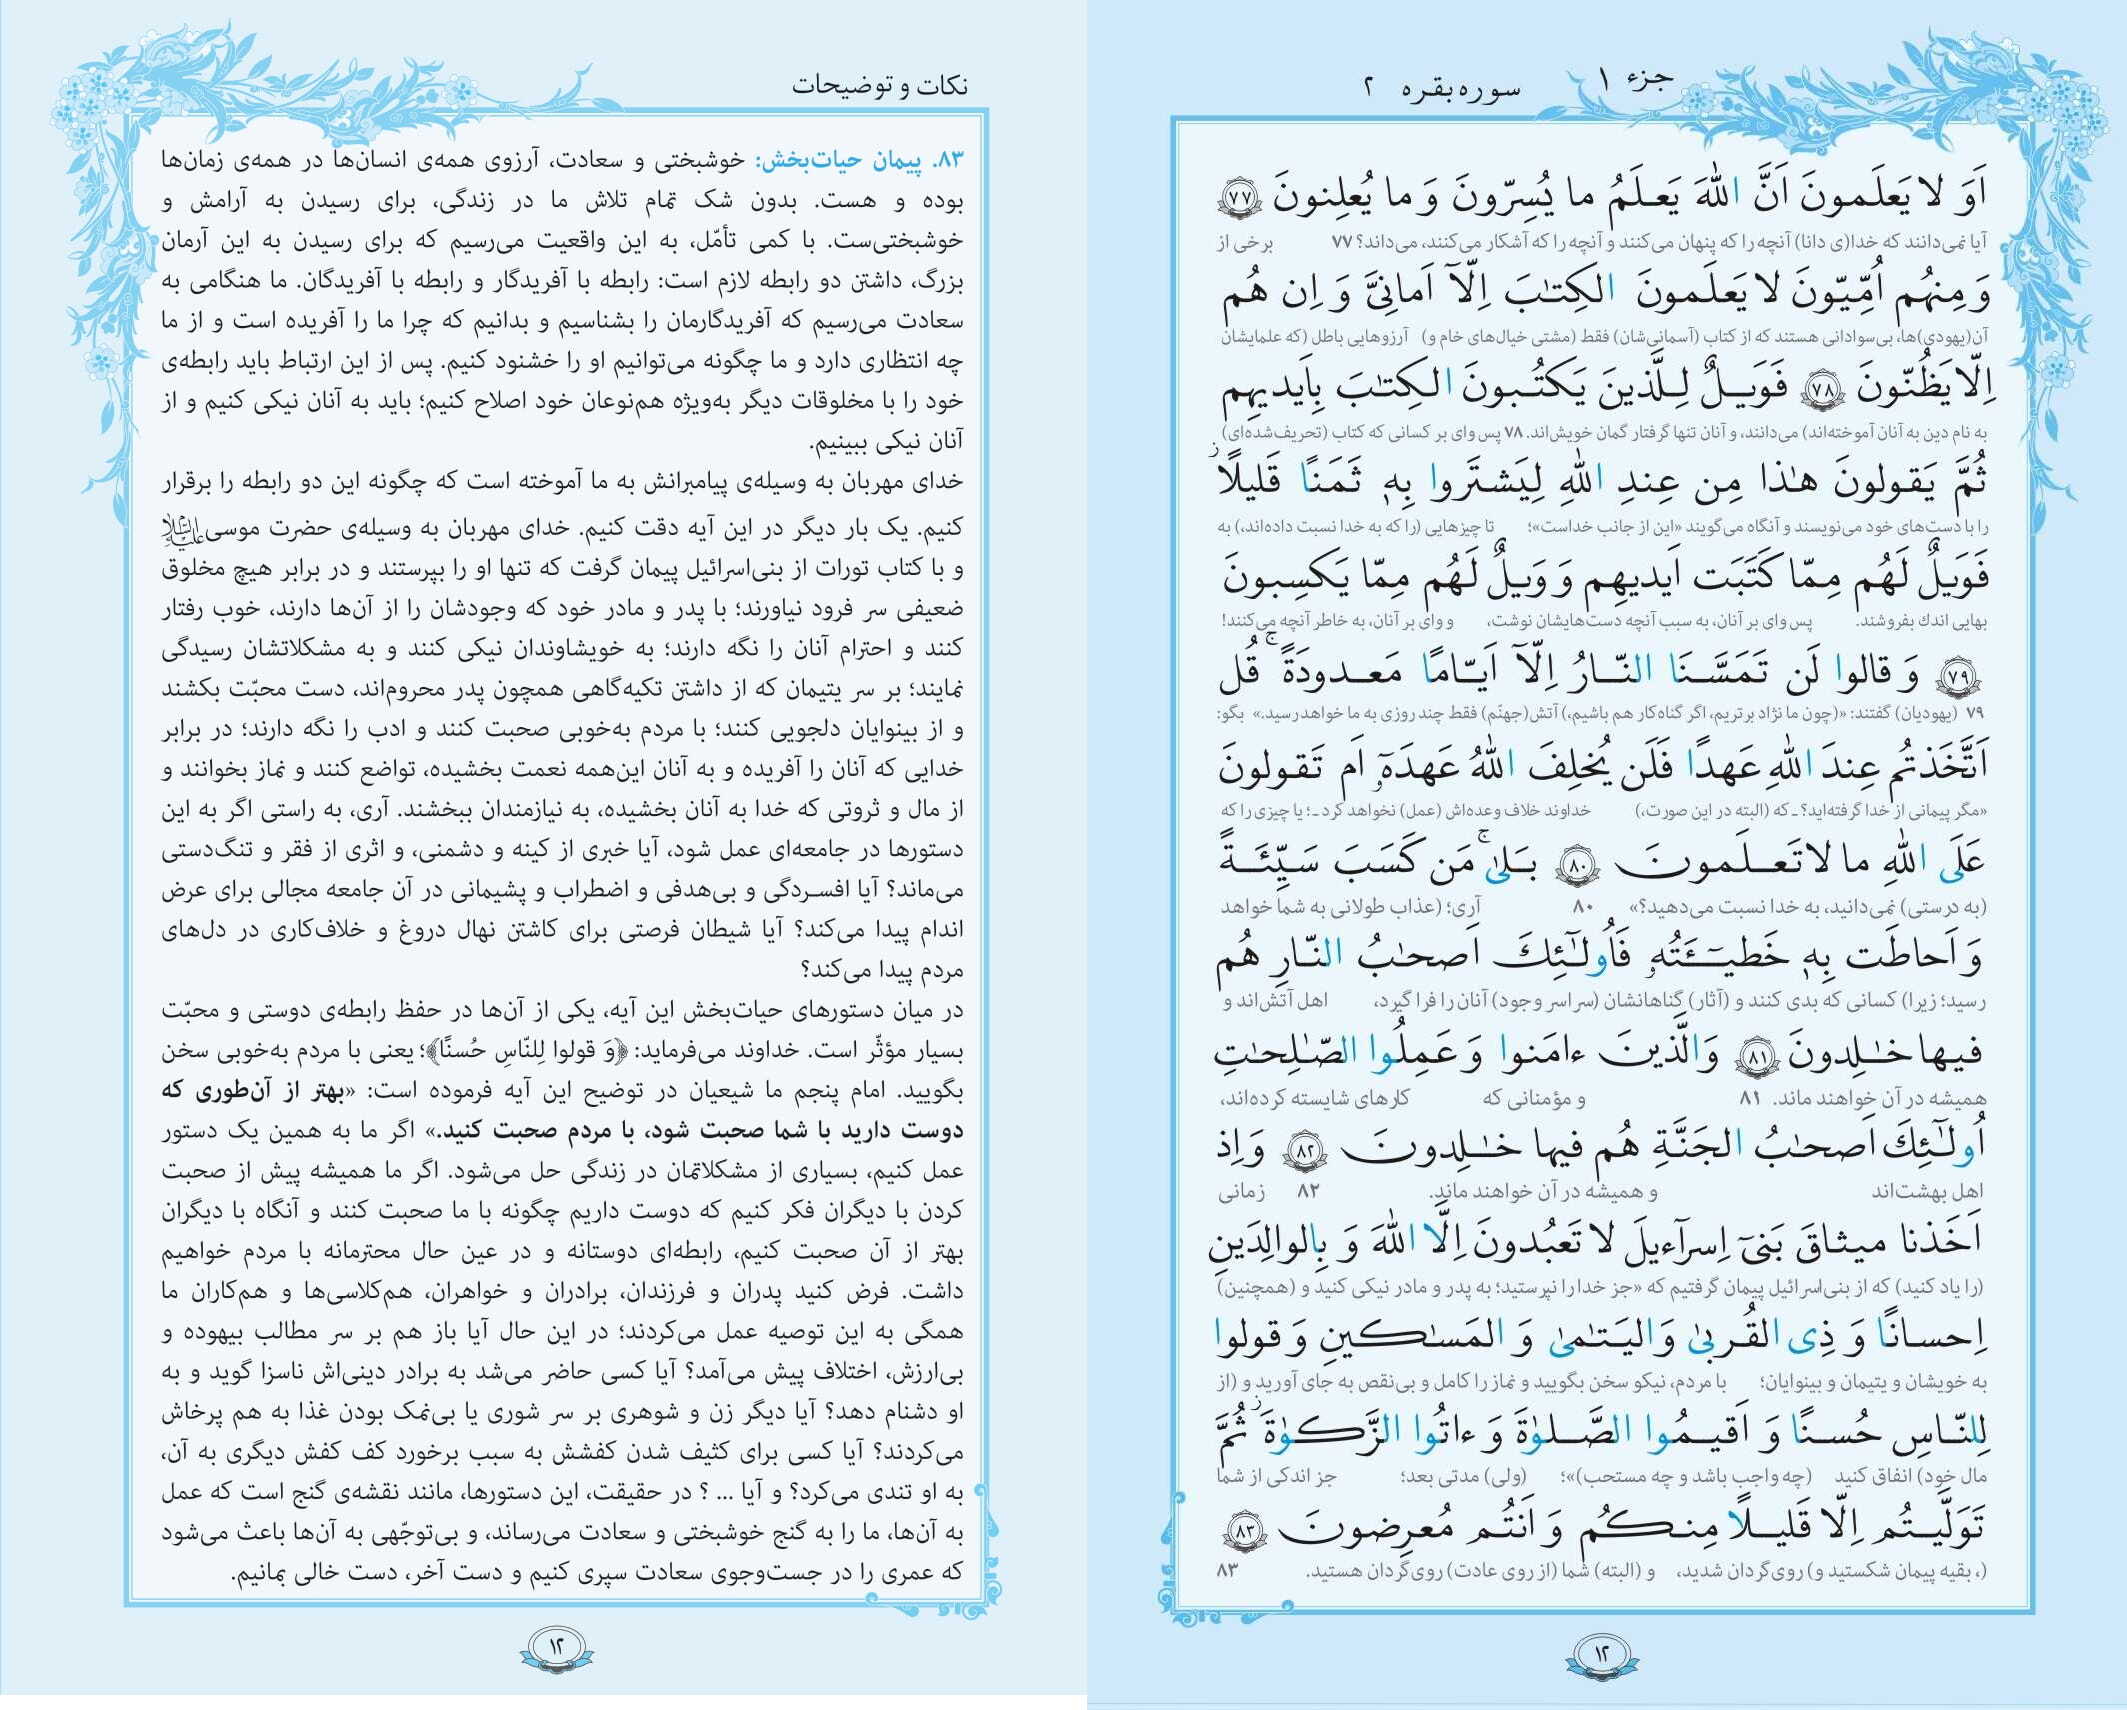 جزء ۱
سوره بقره ۲
اَوَ لا یَعلَمونَ اَنَّ اللّٰهَ یَعلَمُ ما یُسِرّونَ وَ ما یُعلِنونَ ﴿۷۷﴾
آیا نمی‌دانند که خدا(ی دانا) آنچه را که پنهان می‌کنند و آنچه را که آشکار می‌کنند، می‌داند؟ ۷۷ برخی از
وَ مِنهُم اُمِّیّونَ لا یَعلَمونَ الکِتٰبَ اِلّآ اَمانِیَّ وَ اِن هُم
آن(یهودی)ها، بی‌سوادانی هستند که از کتاب (آسمانی‌شان) فقط (مشتی خیال‌های خام و) آرزوهایی باطل (که علمایشان
اِلّا یَظُنّونَ ﴿۷۸﴾ فَوَیلٌ لِلَّذینَ یَکتُبونَ الکِتٰبَ بِاَیدیهِم
به نام دین به آنان آموخته‌اند) می‌دانند، و آنان تنها گرفتار گمان خویش‌اند. ۷۸ پس وای بر کسانی که کتاب (تحریف‌شده‌ای)
ثُمَّ یَقولونَ هٰذا مِن عِندِ اللّٰهِ لِیَشتَروا بِهٖ ثَمَنًا قَلیلًا ز
را با دست‌های خود می‌نویسند و آنگاه می‌گویند «این از جانب خداست»؛ تا چیزهایی (را که به خدا نسبت داده‌اند،) به
فَوَیلٌ لَهُم مِمّا کَتَبَت اَیدیهِم وَ وَیلٌ لَهُم مِمّا یَکسِبونَ
بهایی اندك بفروشند. پس وای بر آنان، به سبب آنچه دست‌هایشان نوشت، و وای بر آنان، به خاطر آنچه می‌کنند!
﴿۷۹﴾ وَ قالوا لَن تَمَسَّنَا النّارُ اِلّآ اَیّامًا مَعدودَةً ۚ قُل
۷۹ (یهودیان) گفتند: «(چون ما نژاد برتریم، اگر گناه‌کار هم باشیم،) آتش(جهنّم) فقط چند روزی به ما خواهد رسید.» بگو:
اَتَّخَذتُم عِندَ اللّٰهِ عَهدًا فَلَن یُخلِفَ اللّٰهُ عَهدَهٗۤ اَم تَقولونَ
«مگر پیمانی از خدا گرفته‌اید؟ ـ که (البته در این صورت،) خداوند خلاف وعده‌اش (عمل) نخواهد کرد ـ ؛ یا چیزی را که
عَلَی اللّٰهِ ما لا تَعلَمونَ ﴿۸۰﴾ بَلیٰ ۚ مَن کَسَبَ سَیِّئَةً
(به درستی) نمی‌دانید، به خدا نسبت می‌دهید؟» ۸۰ آری؛ (عذاب طولانی به شما خواهد
وَ اَحاطَت بِهٖ خَطیـٓـَٔتُهٗ فَاُولـٰٓئِكَ اَصحٰبُ النّارِ هُم
رسید؛ زیرا) کسانی که بدی کنند و (آثار) گناهانشان (سراسر وجود) آنان را فرا گیرد، اهل آتش‌اند و
فیها خٰلِدونَ ﴿۸۱﴾ وَ الَّذینَ ءامَنوا وَ عَمِلُوا الصّٰلِحٰتِ
همیشه در آن خواهند ماند. ۸۱ و مؤمنانی که کارهای شایسته کرده‌اند،
اُولـٰٓئِكَ اَصحٰبُ الجَنَّةِ هُم فیها خٰلِدونَ ﴿۸۲﴾ وَ اِذ
اهل بهشت‌اند و همیشه در آن خواهند ماند. ۸۲ زمانی
اَخَذنا میثاقَ بَنیٓ اِسرآءیلَ لا تَعبُدونَ اِلَّا اللّٰهَ وَ بِالوالِدَینِ
(را یاد کنید) که از بنی‌اسرائیل پیمان گرفتیم که «جز خدا را نپرستید؛ به پدر و مادر نیکی کنید و (همچنین)
اِحسانًا وَ ذِی القُربیٰ وَ الیَتٰمیٰ وَ المَسٰکینِ وَ قولوا
به خویشان و یتیمان و بینوایان؛ با مردم، نیکو سخن بگویید و نماز را کامل و بی‌نقص به جای آورید و (از
لِلنّاسِ حُسنًا وَ اَقیمُوا الصَّلوٰةَ وَ ءاتُوا الزَّکوٰةَ ز ثُمَّ
مال خود) انفاق کنید (چه واجب باشد و چه مستحب)»؛ (ولی) مدتی بعد؛ جز اندکی از شما
تَوَلَّیتُم اِلّا قَلیلًا مِنکُم وَ اَنتُم مُعرِضونَ ﴿۸۳﴾
(، بقیه پیمان شکستید و) روی‌گردان شدید، و (البته) شما (از روی عادت) روی‌گردان هستید. ۸۳
۱۲
نکات و توضیحات
۸۳. پیمان حیات‌بخش: خوشبختی و سعادت، آرزوی همه‌ی انسان‌ها در همه‌ی زمان‌ها
بوده و هست. بدون شک تمام تلاش ما در زندگی، برای رسیدن به آرامش و
خوشبختی‌ست. با کمی تأمّل، به این واقعیت می‌رسیم که برای رسیدن به این آرمان
بزرگ، داشتن دو رابطه لازم است: رابطه با آفریدگار و رابطه با آفریدگان. ما هنگامی به
سعادت می‌رسیم که آفریدگارمان را بشناسیم و بدانیم که چرا ما را آفریده است و از ما
چه انتظاری دارد و ما چگونه می‌توانیم او را خشنود کنیم. پس از این ارتباط باید رابطه‌ی
خود را با مخلوقات دیگر به‌ویژه هم‌نوعان خود اصلاح کنیم؛ باید به آنان نیکی کنیم و از
آنان نیکی ببینیم.
خدای مهربان به وسیله‌ی پیامبرانش به ما آموخته است که چگونه این دو رابطه را برقرار
کنیم. یک بار دیگر در این آیه دقت کنیم. خدای مهربان به وسیله‌ی حضرت موسی علیه‌السلام
و با کتاب تورات از بنی‌اسرائیل پیمان گرفت که تنها او را بپرستند و در برابر هیچ مخلوق
ضعیفی سر فرود نیاورند؛ با پدر و مادر خود که وجودشان را از آن‌ها دارند، خوب رفتار
کنند و احترام آنان را نگه دارند؛ به خویشاوندان نیکی کنند و به مشکلاتشان رسیدگی
نمایند؛ بر سر یتیمان که از داشتن تکیه‌گاهی همچون پدر محروم‌اند، دست محبّت بکشند
و از بینوایان دلجویی کنند؛ با مردم به‌خوبی صحبت کنند و ادب را نگه دارند؛ در برابر
خدایی که آنان را آفریده و به آنان این‌همه نعمت بخشیده، تواضع کنند و نماز بخوانند و
از مال و ثروتی که خدا به آنان بخشیده، به نیازمندان ببخشند. آری، به راستی اگر به این
دستورها در جامعه‌ای عمل شود، آیا خبری از کینه و دشمنی، و اثری از فقر و تنگ‌دستی
می‌ماند؟ آیا افسردگی و بی‌هدفی و اضطراب و پشیمانی در آن جامعه مجالی برای عرض
اندام پیدا می‌کند؟ آیا شیطان فرصتی برای کاشتن نهال دروغ و خلاف‌کاری در دل‌های
مردم پیدا می‌کند؟
در میان دستورهای حیات‌بخش این آیه، یکی از آن‌ها در حفظ رابطه‌ی دوستی و محبّت
بسیار مؤثّر است. خداوند می‌فرماید: ﴿وَ قولوا لِلنّاسِ حُسنًا﴾؛ یعنی با مردم به‌خوبی سخن
بگویید. امام پنجم ما شیعیان در توضیح این آیه فرموده است: «بهتر از آن‌طوری که
دوست دارید با شما صحبت شود، با مردم صحبت کنید.» اگر ما به همین یک دستور
عمل کنیم، بسیاری از مشکلاتمان در زندگی حل می‌شود. اگر ما همیشه پیش از صحبت
کردن با دیگران فکر کنیم که دوست داریم چگونه با ما صحبت کنند و آنگاه با دیگران
بهتر از آن صحبت کنیم، رابطه‌ای دوستانه و در عین حال محترمانه با مردم خواهیم
داشت. فرض کنید پدران و فرزندان، برادران و خواهران، هم‌کلاسی‌ها و هم‌کاران ما
همگی به این توصیه عمل می‌کردند؛ در این حال آیا باز هم بر سر مطالب بیهوده و
بی‌ارزش، اختلاف پیش می‌آمد؟ آیا کسی حاضر می‌شد به برادر دینی‌اش ناسزا گوید و به
او دشنام دهد؟ آیا دیگر زن و شوهری بر سر شوری یا بی‌نمک بودن غذا به هم پرخاش
می‌کردند؟ آیا کسی برای کثیف شدن کفشش به سبب برخورد کف کفش دیگری به آن،
به او تندی می‌کرد؟ و آیا ... ؟ در حقیقت، این دستورها، مانند نقشه‌ی گنج است که عمل
به آن‌ها، ما را به گنج خوشبختی و سعادت می‌رساند، و بی‌توجّهی به آن‌ها باعث می‌شود
که عمری را در جست‌وجوی سعادت سپری کنیم و دست آخر، دست خالی بمانیم.
۱۲